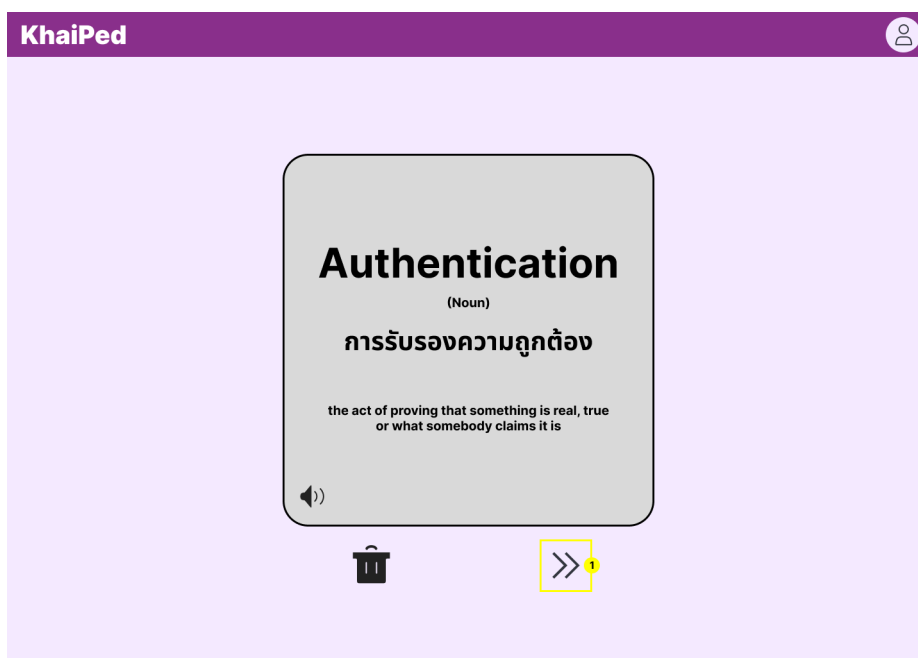 KhaiPed
Authentication
(Noun)
การรับรองความถูกต้อง
the act of proving that something is real, true
or what somebody claims it is
1